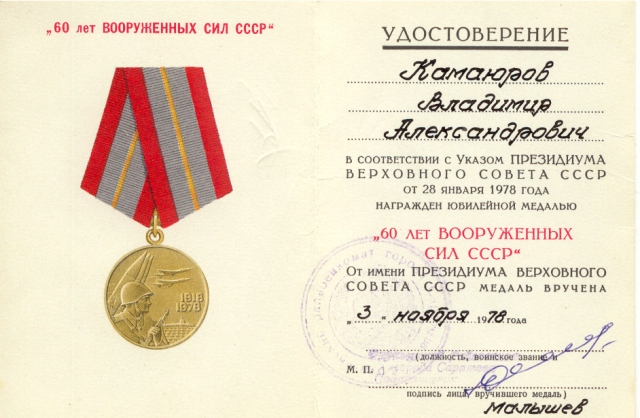 „60 лет ВООРУЖЕННЫХ СИЛ СССР“
1918
1978
УДОСТОВЕРЕНИЕ
Камаюров
Владимир
Александрович
В СООТВЕТСТВИИ С УКАЗОМ ПРЕЗИДИУМА
ВЕРХОВНОГО СОВЕТА СССР
ОТ 28 ЯНВАРЯ 1978 ГОДА
НАГРАЖДЕН ЮБИЛЕЙНОЙ МЕДАЛЬЮ
„60 ЛЕТ ВООРУЖЕННЫХ
СИЛ СССР“
ОТ ИМЕНИ ПРЕЗИДИУМА ВЕРХОВНОГО
СОВЕТА СССР МЕДАЛЬ ВРУЧЕНА
„3“ ноября 1978 года
(должность, воинское звание и
М. П.
подпись лица, вручившего медаль)
Малышев